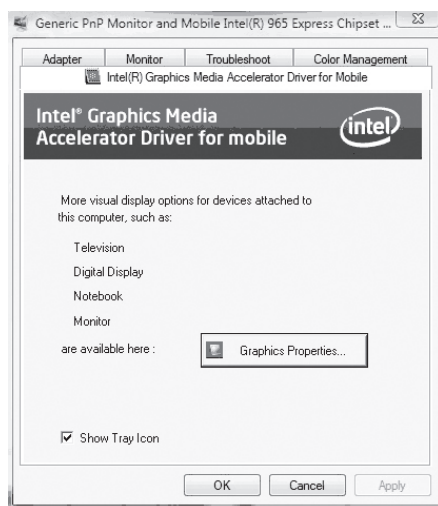 Generic PnP Monitor and Mobile Intel(R) 965 Express Chipset ...
Adapter
Monitor
Troubleshoot
Color Management
Intel(R) Graphics Media Accelerator Driver for Mobile
Intel® Graphics Media
Accelerator Driver for mobile
intel
More visual display options for devices attached to
this computer, such as:
Television
Digital Display
Notebook
Monitor
are available here :
Graphics Properties...
Show Tray Icon
OK
Cancel
Apply